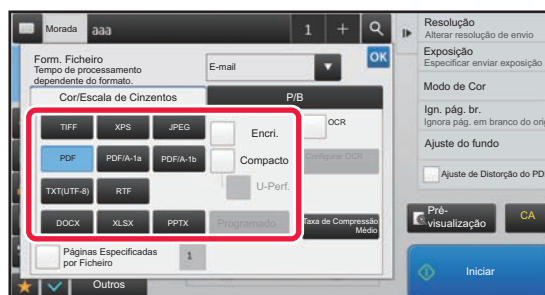 Morada
aaa
1
Form. Ficheiro
Tempo de processamento
dependente do formato.
E-mail
OK
Cor/Escala de Cinzentos
P/B
TIFF
XPS
JPEG
Encri.
OCR
PDF
PDF/A-1a
PDF/A-1b
Compacto
Configurar OCR
TXT(UTF-8)
RTF
U-Perf.
DOCX
XLSX
PPTX
Programado
Taxa de Compressão
Médio
Páginas Especificadas
por Ficheiro
1
Outros
Resolução
Alterar resolução de envio
Exposição
Especificar enviar exposição
Modo de Cor
Ign. pág. br.
Ignora pág. em branco do ori
Ajuste do fundo
Ajuste de Distorção do PD
Pré-
visualização
CA
Iniciar